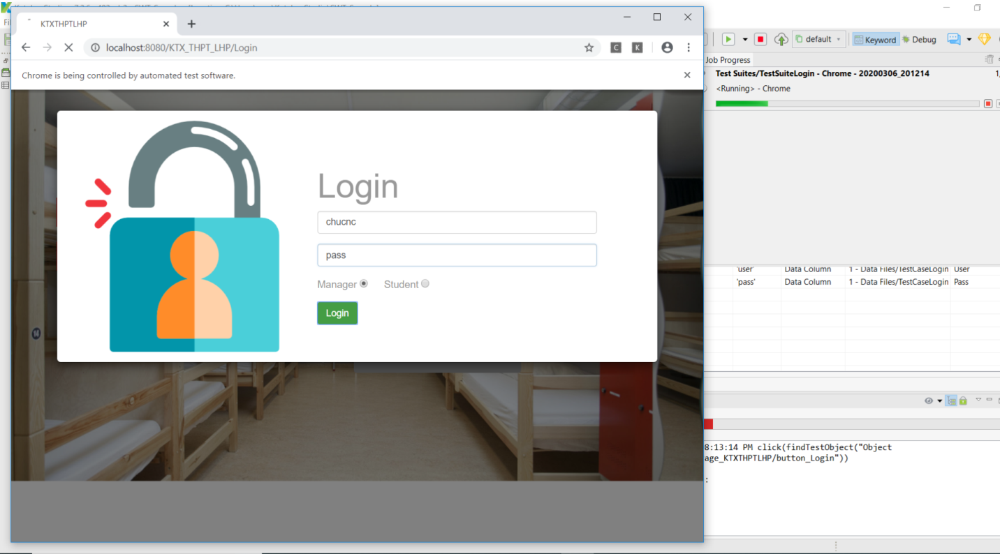 KTXTHPTLHP
localhost:8080/KTX_THPT_LHP/Login
C K
Chrome is being controlled by automated test software.
Login
chucnc
pass
Manager Student
Login
default
Keyword
Debug
Job Progress
Test Suites/TestSuiteLogin - Chrome - 20200306_201214
<Running> - Chrome
'user' Data Column 1 - Data Files/TestCaseLogin User
'pass' Data Column 1 - Data Files/TestCaseLogin Pass
8:13:14 PM click(findTestObject("Object
age_KTXTHPTLHP/button_Login"))
: